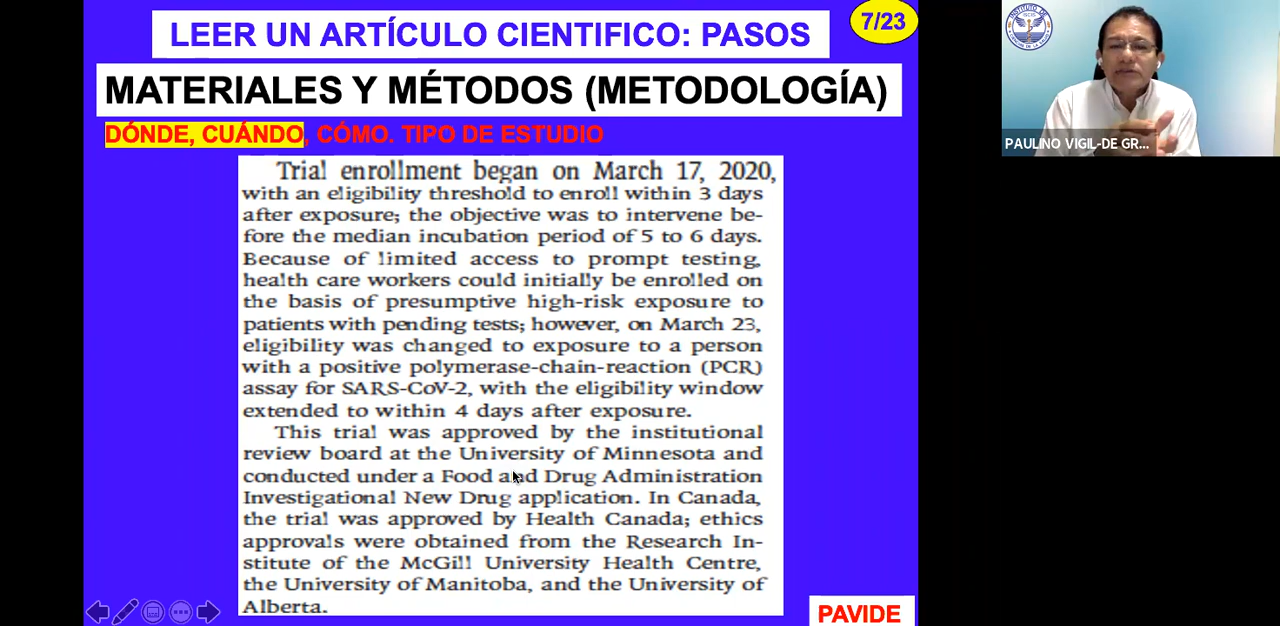 LEER UN ARTÍCULO CIENTIFICO: PASOS
7/23
MATERIALES Y MÉTODOS (METODOLOGÍA)
DÓNDE, CUÁNDO, CÓMO. TIPO DE ESTUDIO
Trial enrollment began on March 17, 2020,
with an eligibility threshold to enroll within 3 days
after exposure; the objective was to intervene be-
fore the median incubation period of 5 to 6 days.
Because of limited access to prompt testing,
health care workers could initially be enrolled on
the basis of presumptive high-risk exposure to
patients with pending tests; however, on March 23,
eligibility was changed to exposure to a person
with a positive polymerase-chain-reaction (PCR)
assay for SARS-CoV-2, with the eligibility window
extended to within 4 days after exposure.
This trial was approved by the institutional
review board at the University of Minnesota and
conducted under a Food and Drug Administration
Investigational New Drug application. In Canada,
the trial was approved by Health Canada; ethics
approvals were obtained from the Research In-
stitute of the McGill University Health Centre,
the University of Manitoba, and the University of
Alberta.
PAVIDE
INSTITUTO DE
ISCIS
PAULINO VIGIL-DE GR...